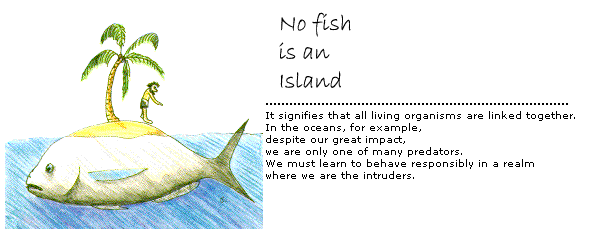 No fish
is an
Island
It signifies that all living organisms are linked together.
In the oceans, for example,
despite our great impact,
we are only one of many predators.
We must learn to behave responsibly in a realm
where we are the intruders.